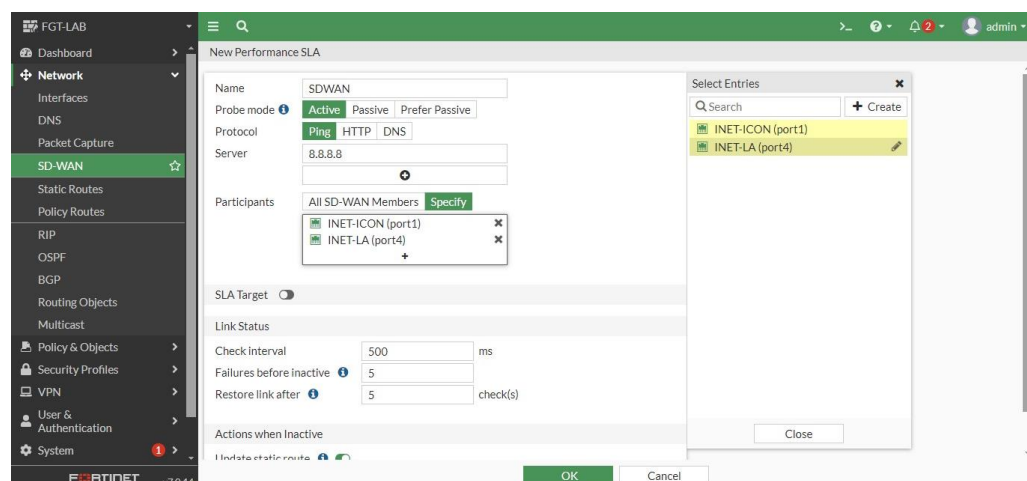 FGT-LAB
>_
2
admin
Dashboard
New Performance SLA
Network
Interfaces
DNS
Packet Capture
SD-WAN
Static Routes
Policy Routes
RIP
OSPF
BGP
Routing Objects
Multicast
Policy & Objects
Security Profiles
VPN
User &
Authentication
System
1
FORTINET
Name SDWAN
Probe mode Active Passive Prefer Passive
Protocol Ping HTTP DNS
Server 8.8.8.8
Participants All SD-WAN Members Specify
INET-ICON (port1)
INET-LA (port4)
+
SLA Target
Link Status
Check interval 500 ms
Failures before inactive 5
Restore link after 5 check(s)
Actions when Inactive
Update static route
OK Cancel
Select Entries
Search + Create
INET-ICON (port1)
INET-LA (port4)
Close